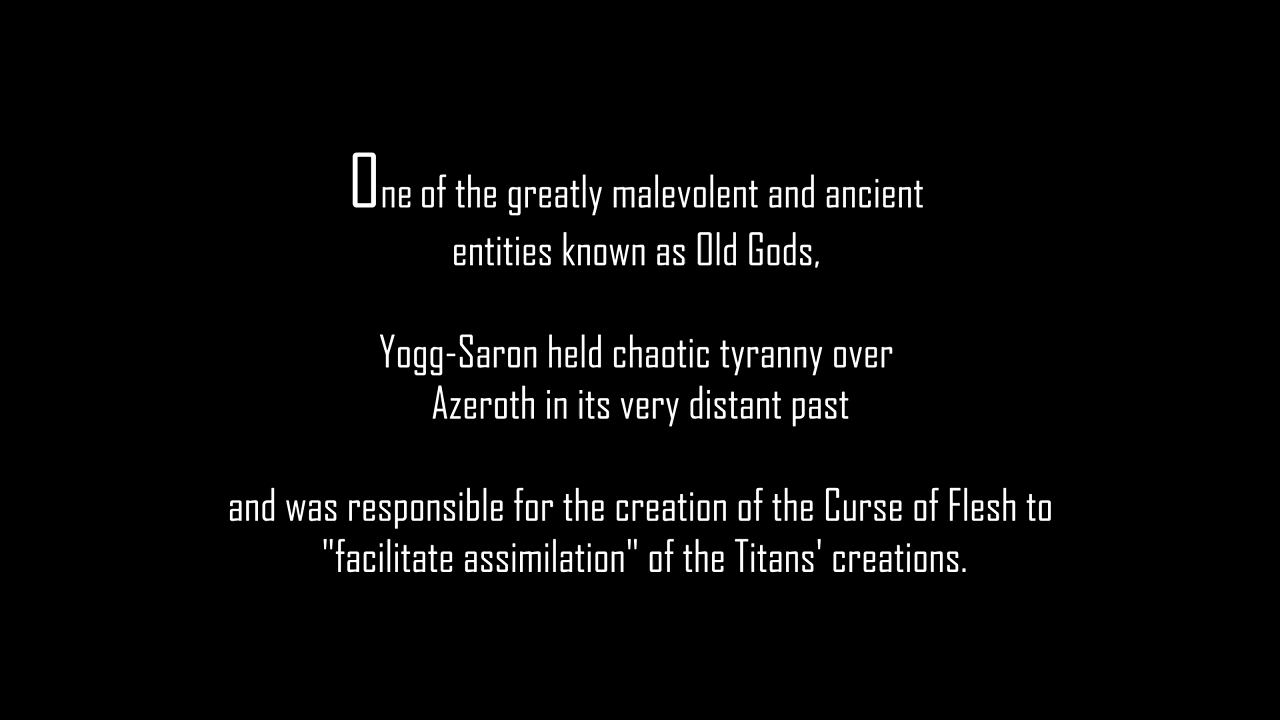 One of the greatly malevolent and ancient
entities known as Old Gods,
Yogg-Saron held chaotic tyranny over
Azeroth in its very distant past
and was responsible for the creation of the Curse of Flesh to
"facilitate assimilation" of the Titans' creations.